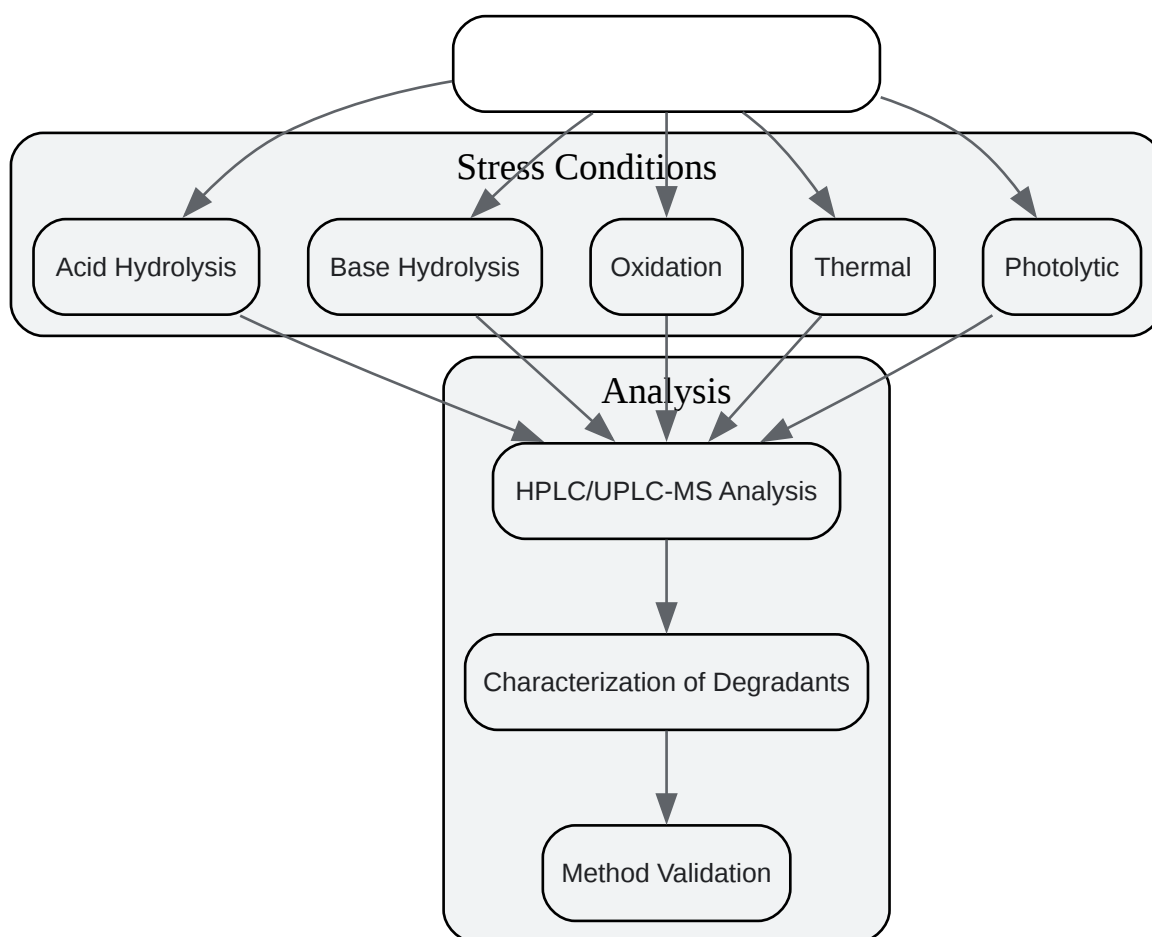 Stress Conditions
Acid Hydrolysis
Base Hydrolysis
Oxidation
Thermal
Photolytic
Analysis
HPLC/UPLC-MS Analysis
Characterization of Degradants
Method Validation